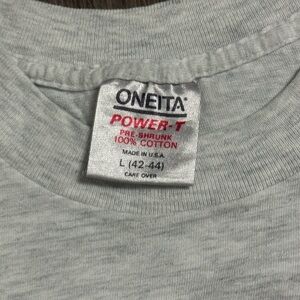 ONEITA
POWER-T
PRE-SHRUNK
100% COTTON
MADE IN U.S.A.
L (42-44)
CARE OVER